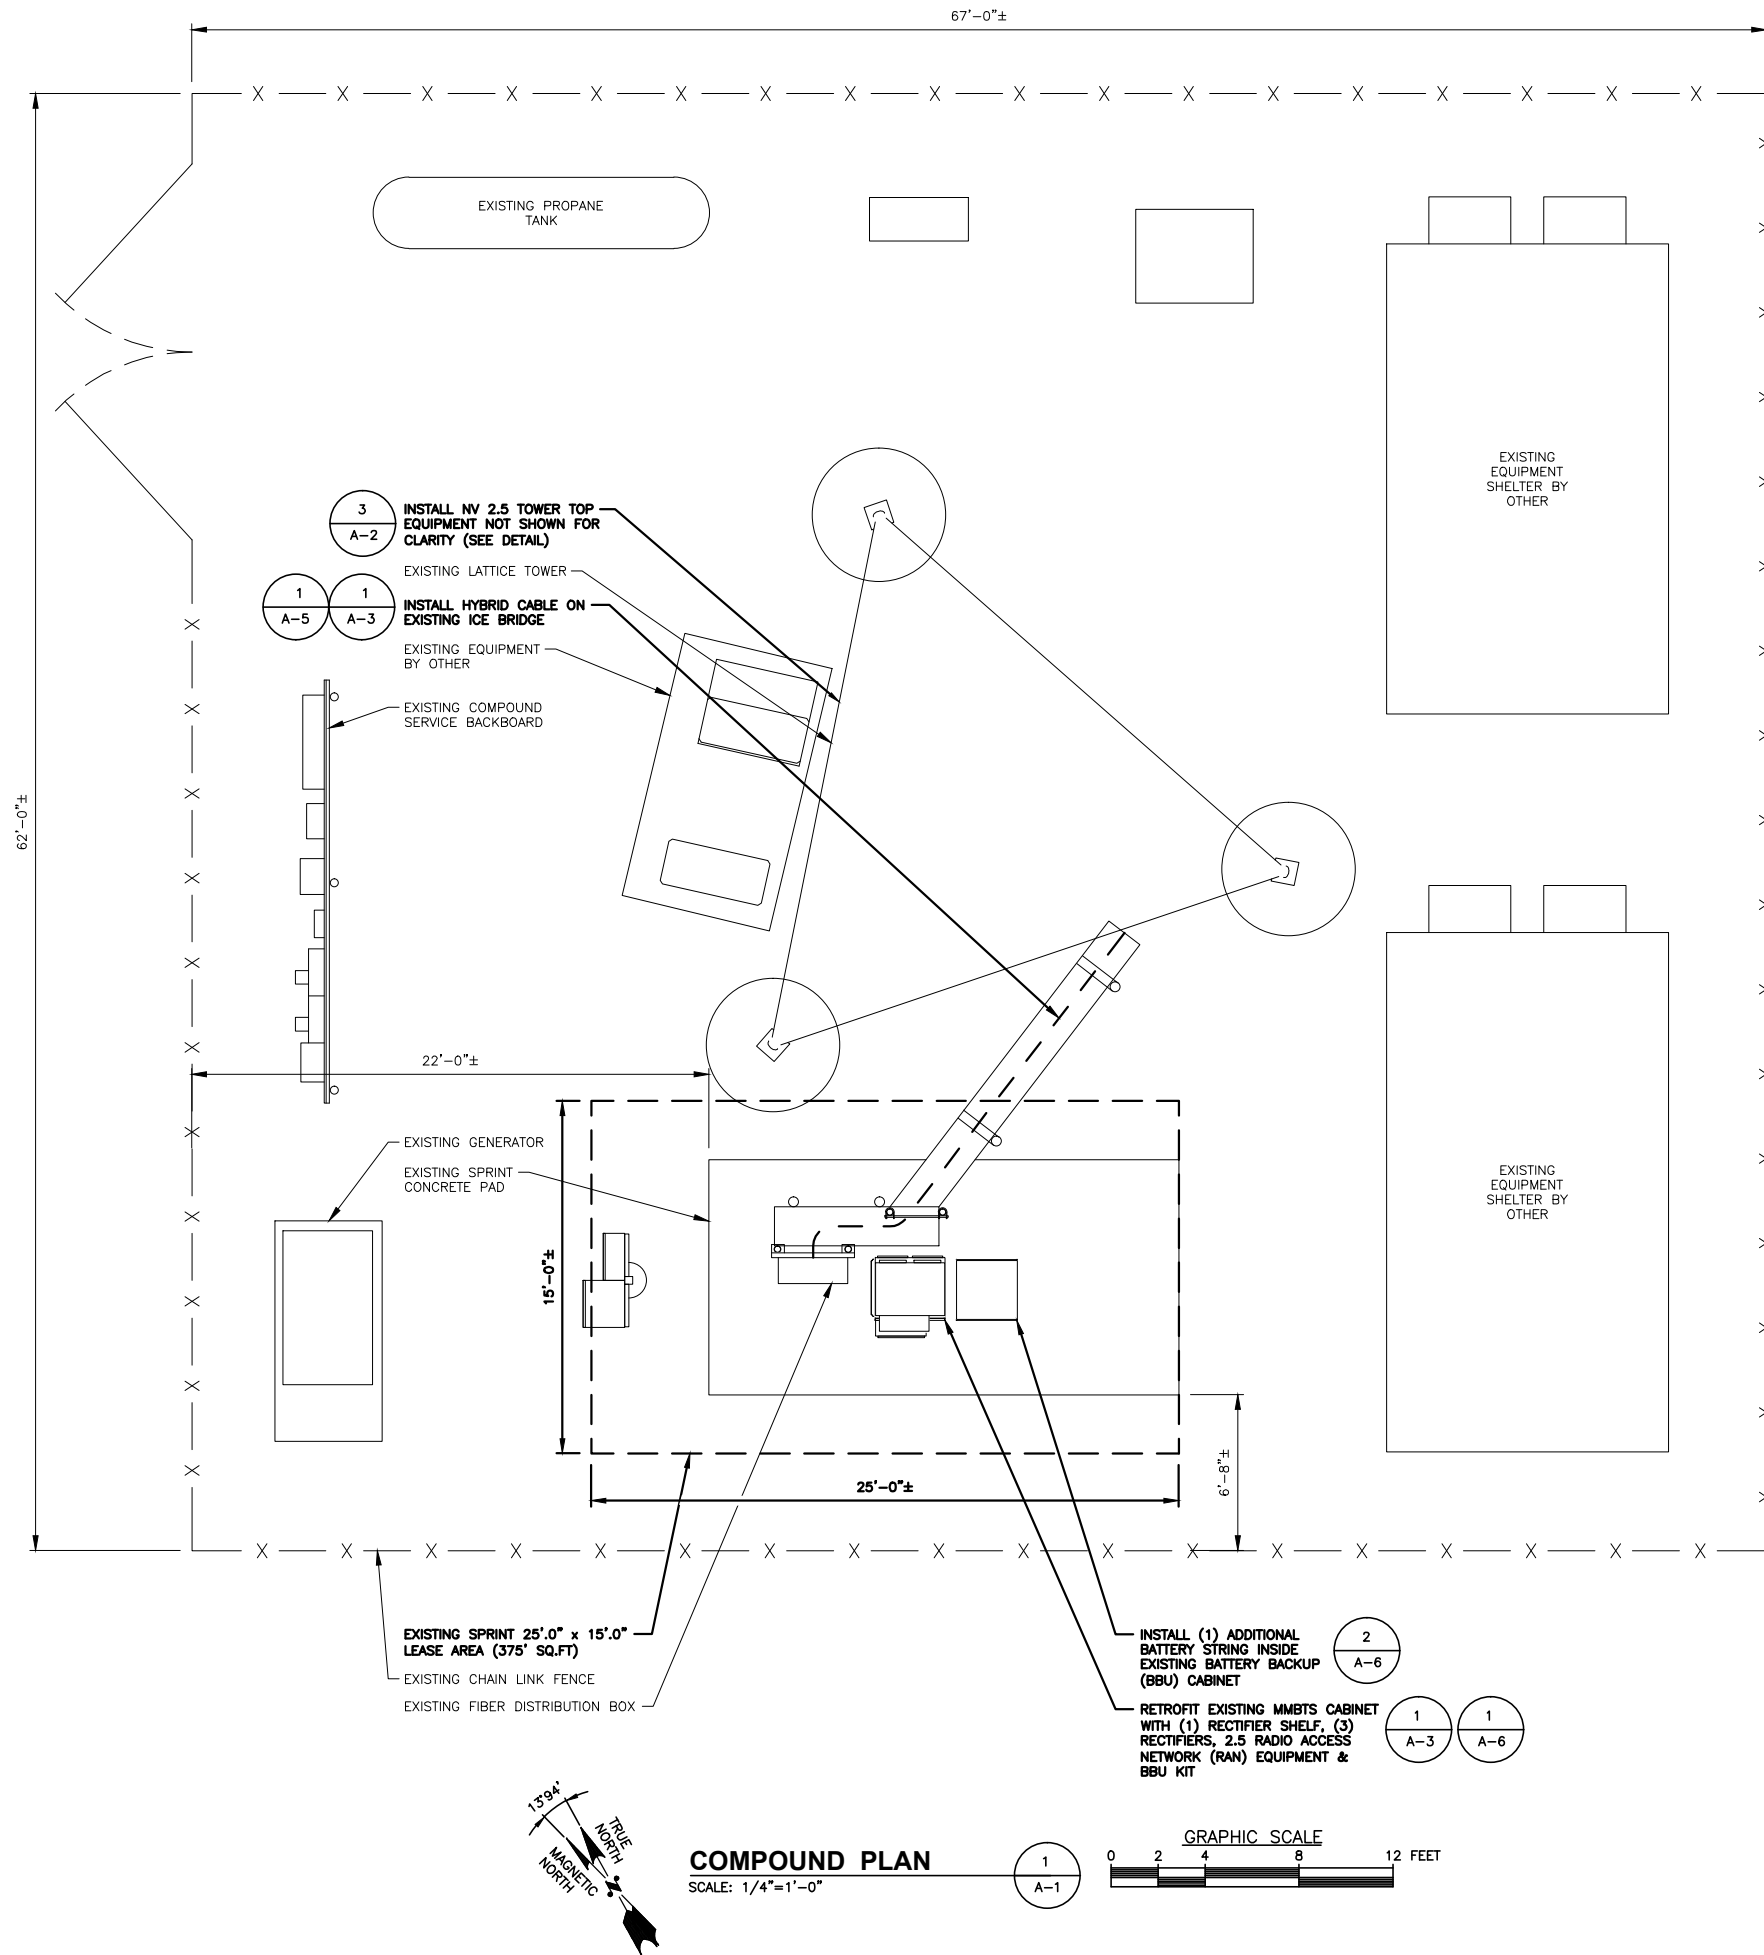 67'-0"±
EXISTING PROPANE
TANK
EXISTING
EQUIPMENT
SHELTER BY
OTHER
3
A-2
INSTALL NV 2.5 TOWER TOP
EQUIPMENT NOT SHOWN FOR
CLARITY (SEE DETAIL)
EXISTING LATTICE TOWER
1
A-5
1
A-3
INSTALL HYBRID CABLE ON
EXISTING ICE BRIDGE
EXISTING EQUIPMENT
BY OTHER
EXISTING COMPOUND
SERVICE BACKBOARD
62'-0"±
22'-0"±
EXISTING GENERATOR
EXISTING SPRINT
CONCRETE PAD
EXISTING
EQUIPMENT
SHELTER BY
OTHER
15'-0"±
25'-0"±
6'-8"±
EXISTING SPRINT 25'.0" x 15'.0"
LEASE AREA (375' SQ.FT)
EXISTING CHAIN LINK FENCE
EXISTING FIBER DISTRIBUTION BOX
INSTALL (1) ADDITIONAL
BATTERY STRING INSIDE
EXISTING BATTERY BACKUP
(BBU) CABINET
2
A-6
RETROFIT EXISTING MMBTS CABINET
WITH (1) RECTIFIER SHELF, (3)
RECTIFIERS, 2.5 RADIO ACCESS
NETWORK (RAN) EQUIPMENT &
BBU KIT
1
A-3
1
A-6
13°94'
TRUE
NORTH
MAGNETIC
NORTH
COMPOUND PLAN
SCALE: 1/4"=1'-0"
1
A-1
GRAPHIC SCALE
0 2 4 8 12 FEET